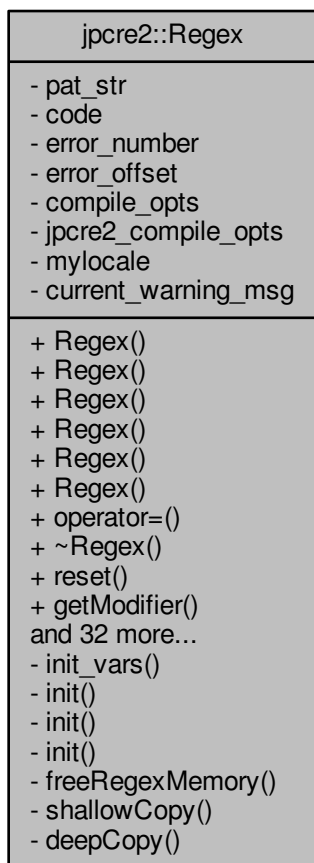 jpcre2::Regex
- pat_str
- code
- error_number
- error_offset
- compile_opts
- jpcre2_compile_opts
- mylocale
- current_warning_msg
+ Regex()
+ Regex()
+ Regex()
+ Regex()
+ Regex()
+ Regex()
+ operator=()
+ ~Regex()
+ reset()
+ getModifier()
and 32 more...
- init_vars()
- init()
- init()
- init()
- freeRegexMemory()
- shallowCopy()
- deepCopy()